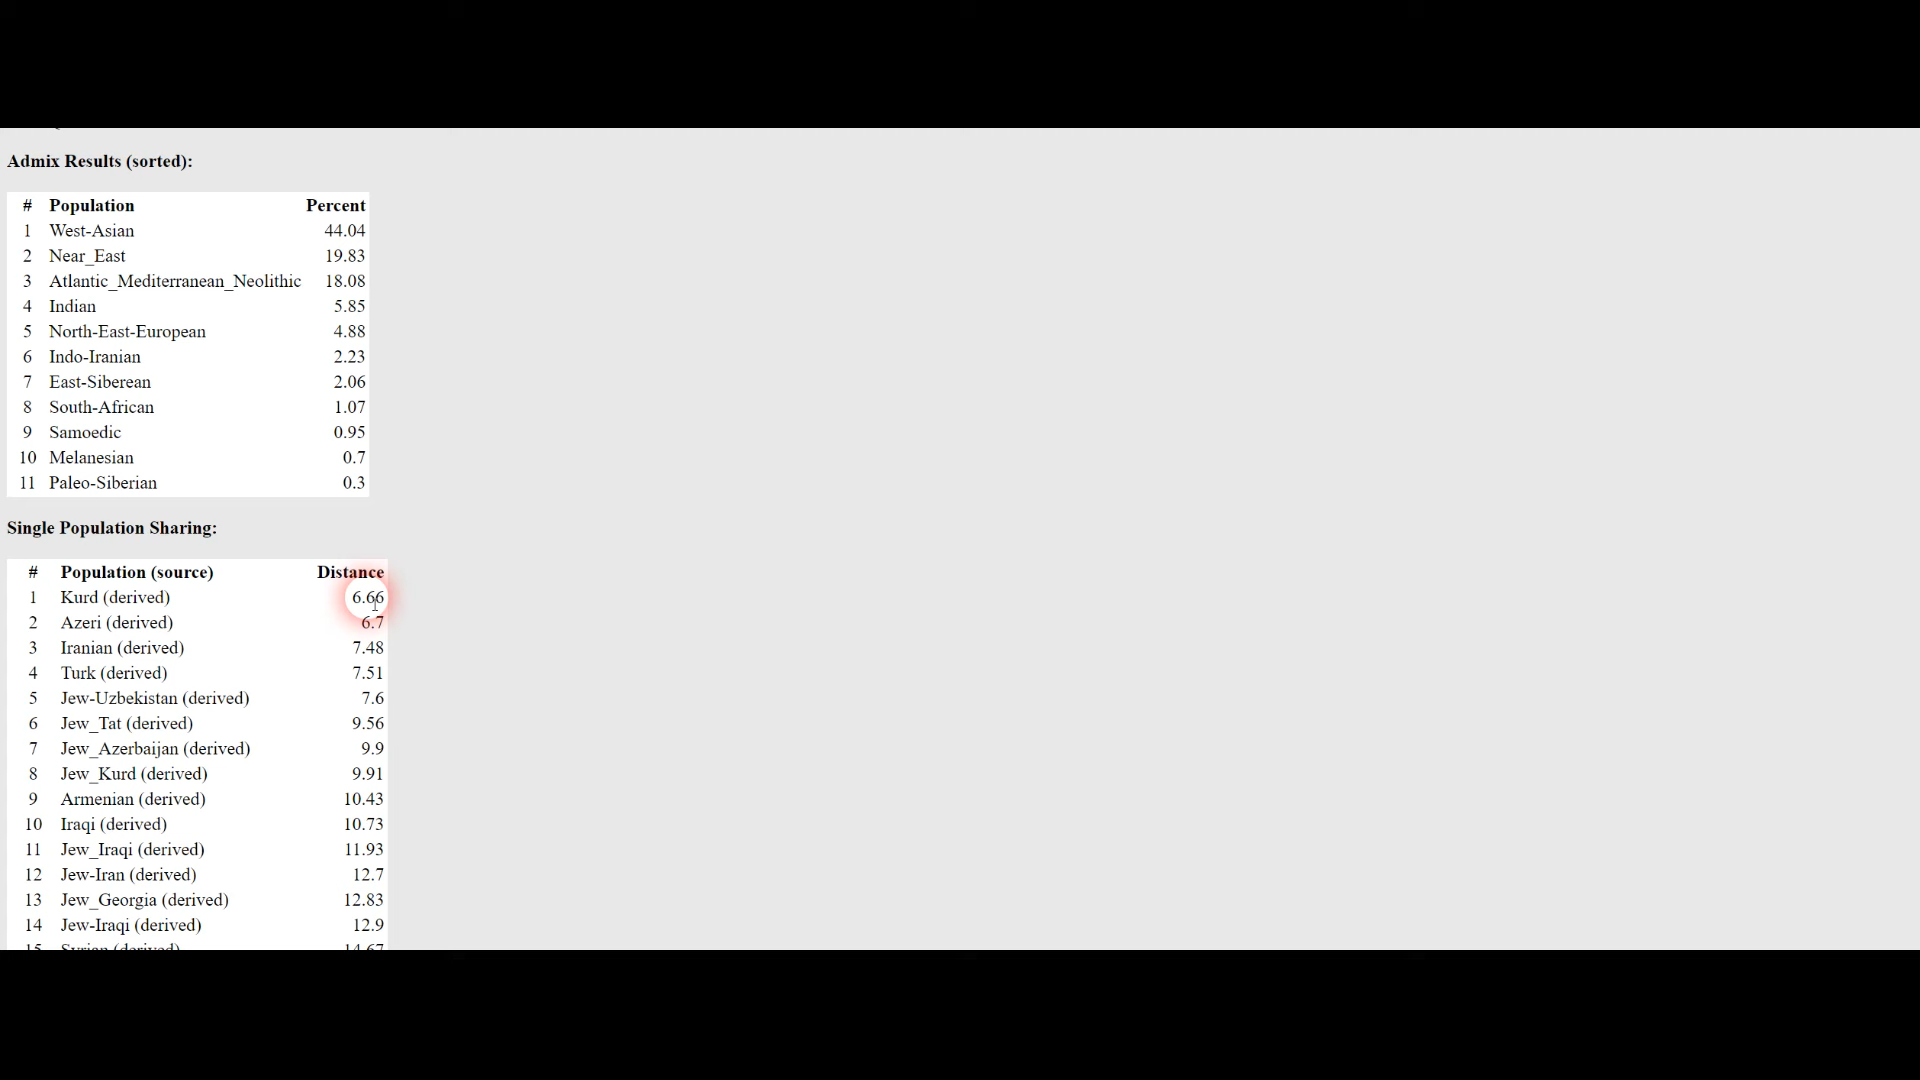 Admix Results (sorted):
# Population Percent
1 West-Asian 44.04
2 Near_East 19.83
3 Atlantic_Mediterranean_Neolithic 18.08
4 Indian 5.85
5 North-East-European 4.88
6 Indo-Iranian 2.23
7 East-Siberean 2.06
8 South-African 1.07
9 Samoedic 0.95
10 Melanesian 0.7
11 Paleo-Siberian 0.3
Single Population Sharing:
# Population (source) Distance
1 Kurd (derived) 6.66
2 Azeri (derived) 6.7
3 Iranian (derived) 7.48
4 Turk (derived) 7.51
5 Jew-Uzbekistan (derived) 7.6
6 Jew_Tat (derived) 9.56
7 Jew_Azerbaijan (derived) 9.9
8 Jew_Kurd (derived) 9.91
9 Armenian (derived) 10.43
10 Iraqi (derived) 10.73
11 Jew_Iraqi (derived) 11.93
12 Jew-Iran (derived) 12.7
13 Jew_Georgia (derived) 12.83
14 Jew-Iraqi (derived) 12.9
15 Syrian (derived) 14.67